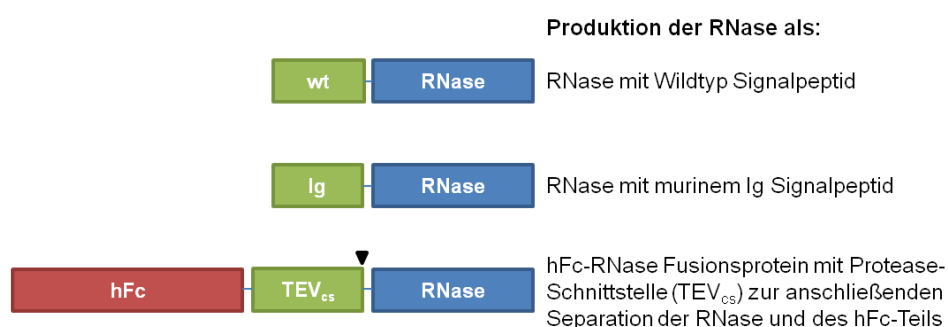 Produktion der RNase als:
wt RNase RNase mit Wildtyp Signalpeptid
Ig RNase RNase mit murinem Ig Signalpeptid
hFc TEVcs RNase
hFc-RNase Fusionsprotein mit Protease-
Schnittstelle (TEVcs) zur anschließenden
Separation der RNase und des hFc-Teils